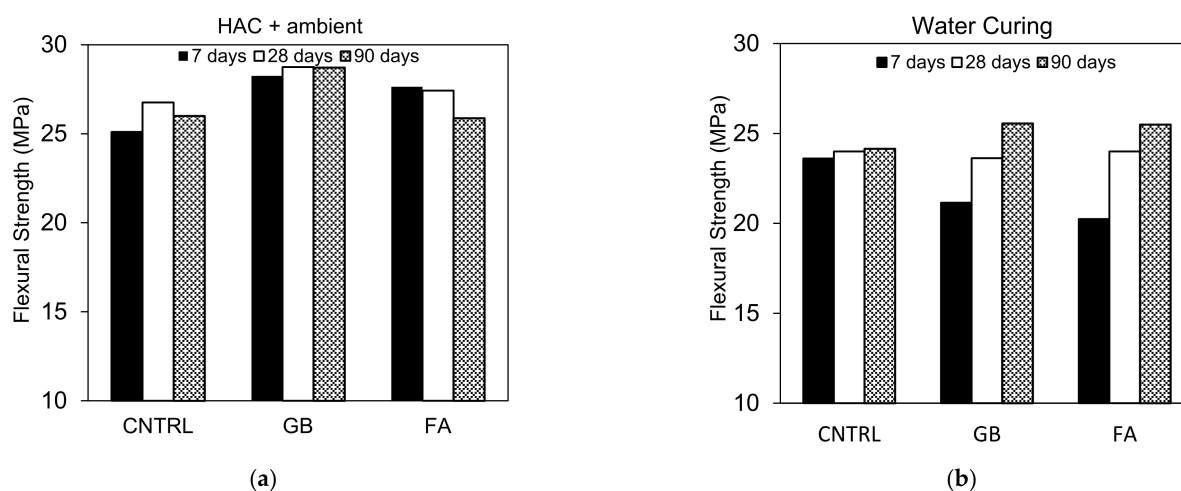 HAC + ambient
30
7 days 28 days 90 days
25
20
15
10
Flexural Strength (MPa)
CNTRL GB FA
(a)
Water Curing
30
7 days 28 days 90 days
25
20
15
10
Flexural Strength (MPa)
CNTRL GB FA
(b)